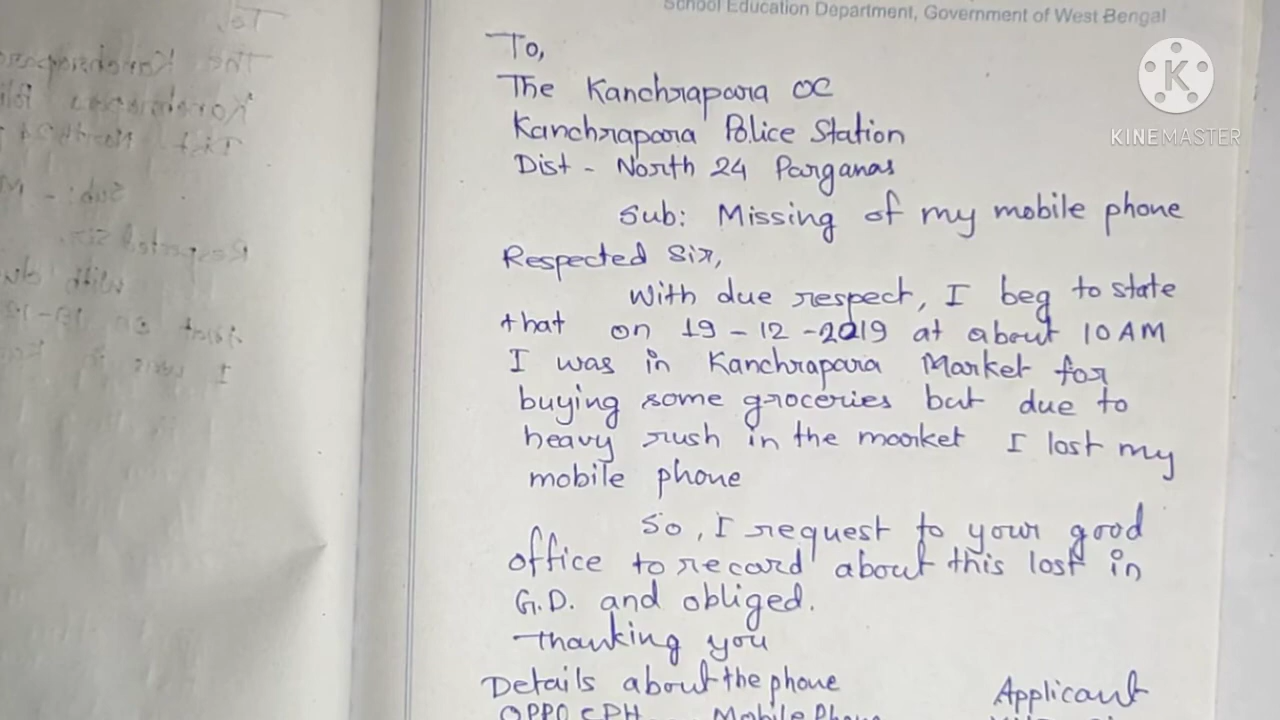 School Education Department, Government of West Bengal
To,
The Kanchrapara OC
Kanchrapara Police Station
Dist - North 24 Parganas
Sub: Missing of my mobile phone
Respected Sir,
With due respect, I beg to state
that on 19-12-2019 at about 10 AM
I was in Kanchrapara Market for
buying some groceries but due to
heavy rush in the market I lost my
mobile phone
So, I request to your good
office to record about this lost in
G.D. and obliged.
Thanking you
Details about the phone
Applicant
OPPO CPH Mobile Phone
KINEMASTER